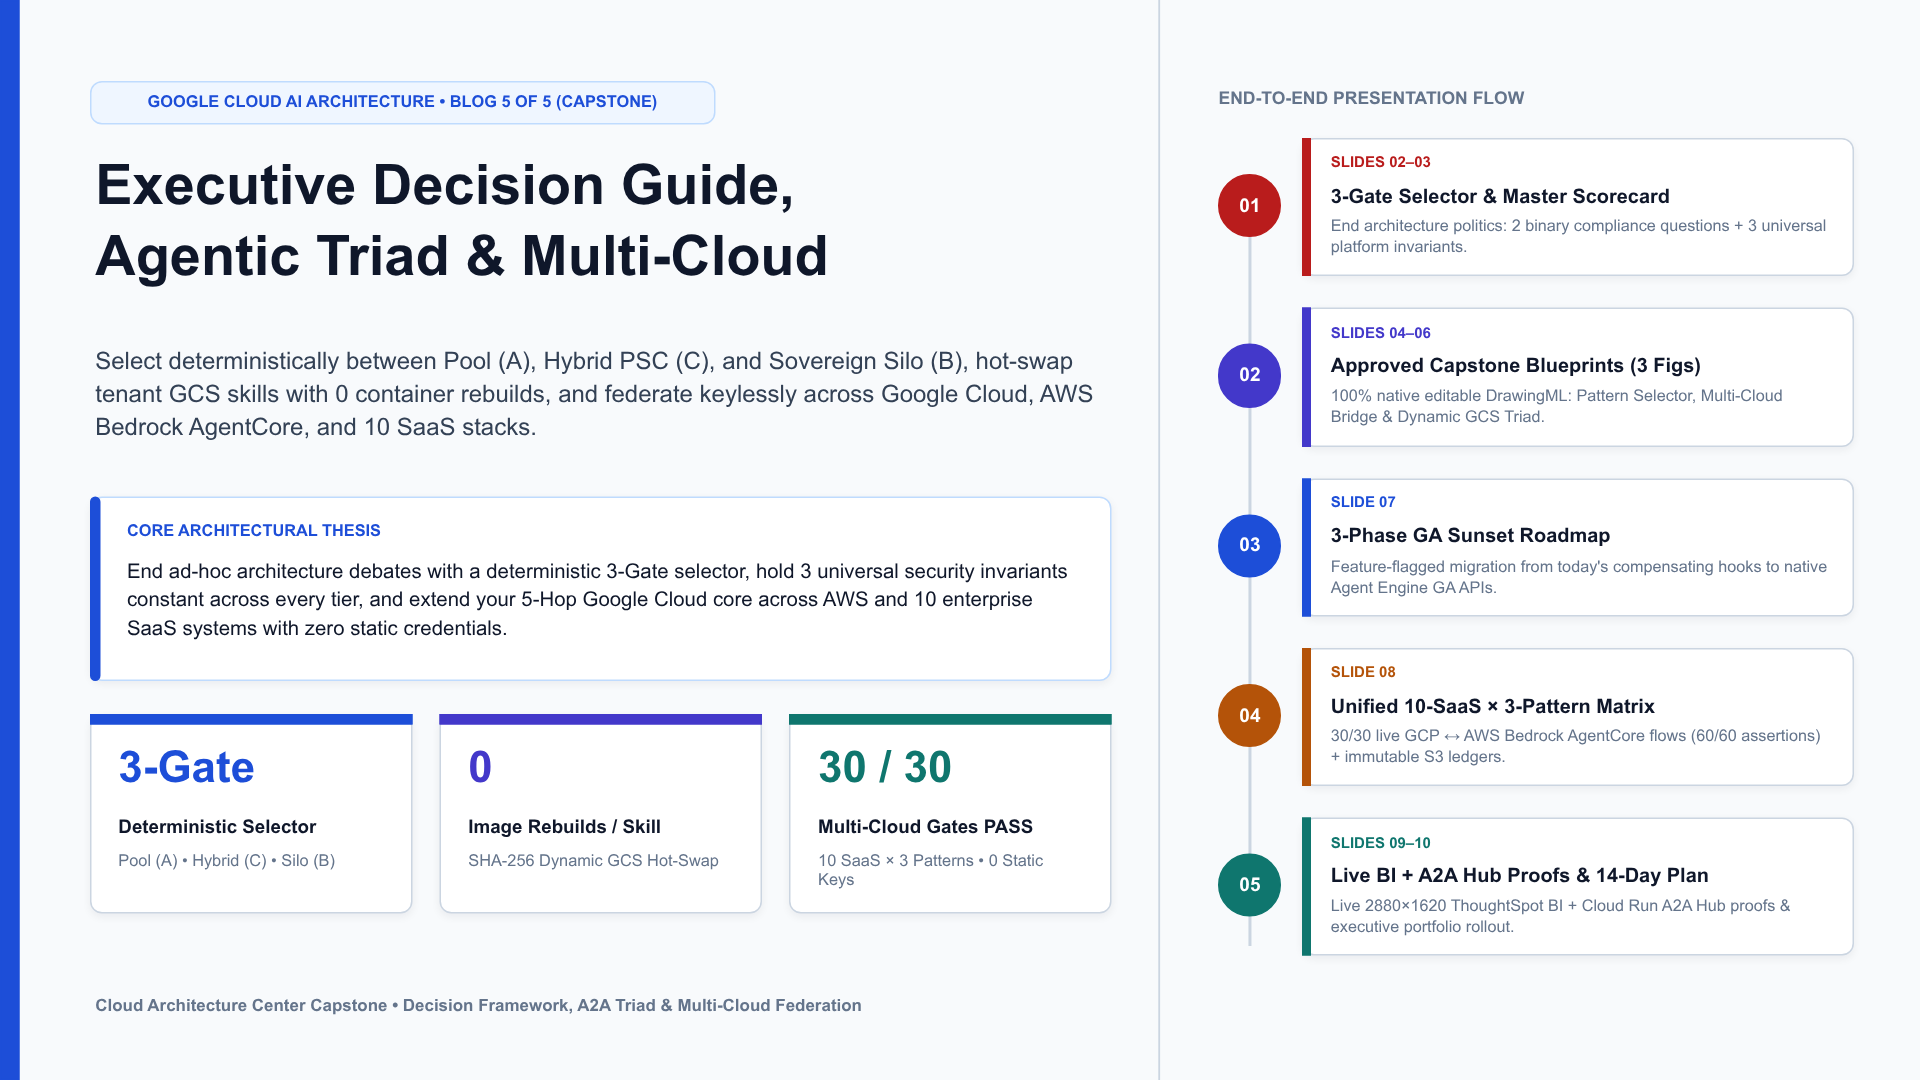 GOOGLE CLOUD AI ARCHITECTURE • BLOG 5 OF 5 (CAPSTONE)
Executive Decision Guide,
Agentic Triad & Multi-Cloud
Select deterministically between Pool (A), Hybrid PSC (C), and Sovereign Silo (B), hot-swap
tenant GCS skills with 0 container rebuilds, and federate keylessly across Google Cloud, AWS
Bedrock AgentCore, and 10 SaaS stacks.
CORE ARCHITECTURAL THESIS
End ad-hoc architecture debates with a deterministic 3-Gate selector, hold 3 universal security invariants
constant across every tier, and extend your 5-Hop Google Cloud core across AWS and 10 enterprise
SaaS systems with zero static credentials.
3-Gate
Deterministic Selector
Pool (A) • Hybrid (C) • Silo (B)
0
Image Rebuilds / Skill
SHA-256 Dynamic GCS Hot-Swap
30 / 30
Multi-Cloud Gates PASS
10 SaaS × 3 Patterns • 0 Static
Keys
Cloud Architecture Center Capstone • Decision Framework, A2A Triad & Multi-Cloud Federation
END-TO-END PRESENTATION FLOW
01
SLIDES 02–03
3-Gate Selector & Master Scorecard
End architecture politics: 2 binary compliance questions + 3 universal
platform invariants.
02
SLIDES 04–06
Approved Capstone Blueprints (3 Figs)
100% native editable DrawingML: Pattern Selector, Multi-Cloud
Bridge & Dynamic GCS Triad.
03
SLIDE 07
3-Phase GA Sunset Roadmap
Feature-flagged migration from today's compensating hooks to native
Agent Engine GA APIs.
04
SLIDE 08
Unified 10-SaaS × 3-Pattern Matrix
30/30 live GCP ↔ AWS Bedrock AgentCore flows (60/60 assertions)
+ immutable S3 ledgers.
05
SLIDES 09–10
Live BI + A2A Hub Proofs & 14-Day Plan
Live 2880×1620 ThoughtSpot BI + Cloud Run A2A Hub proofs &
executive portfolio rollout.